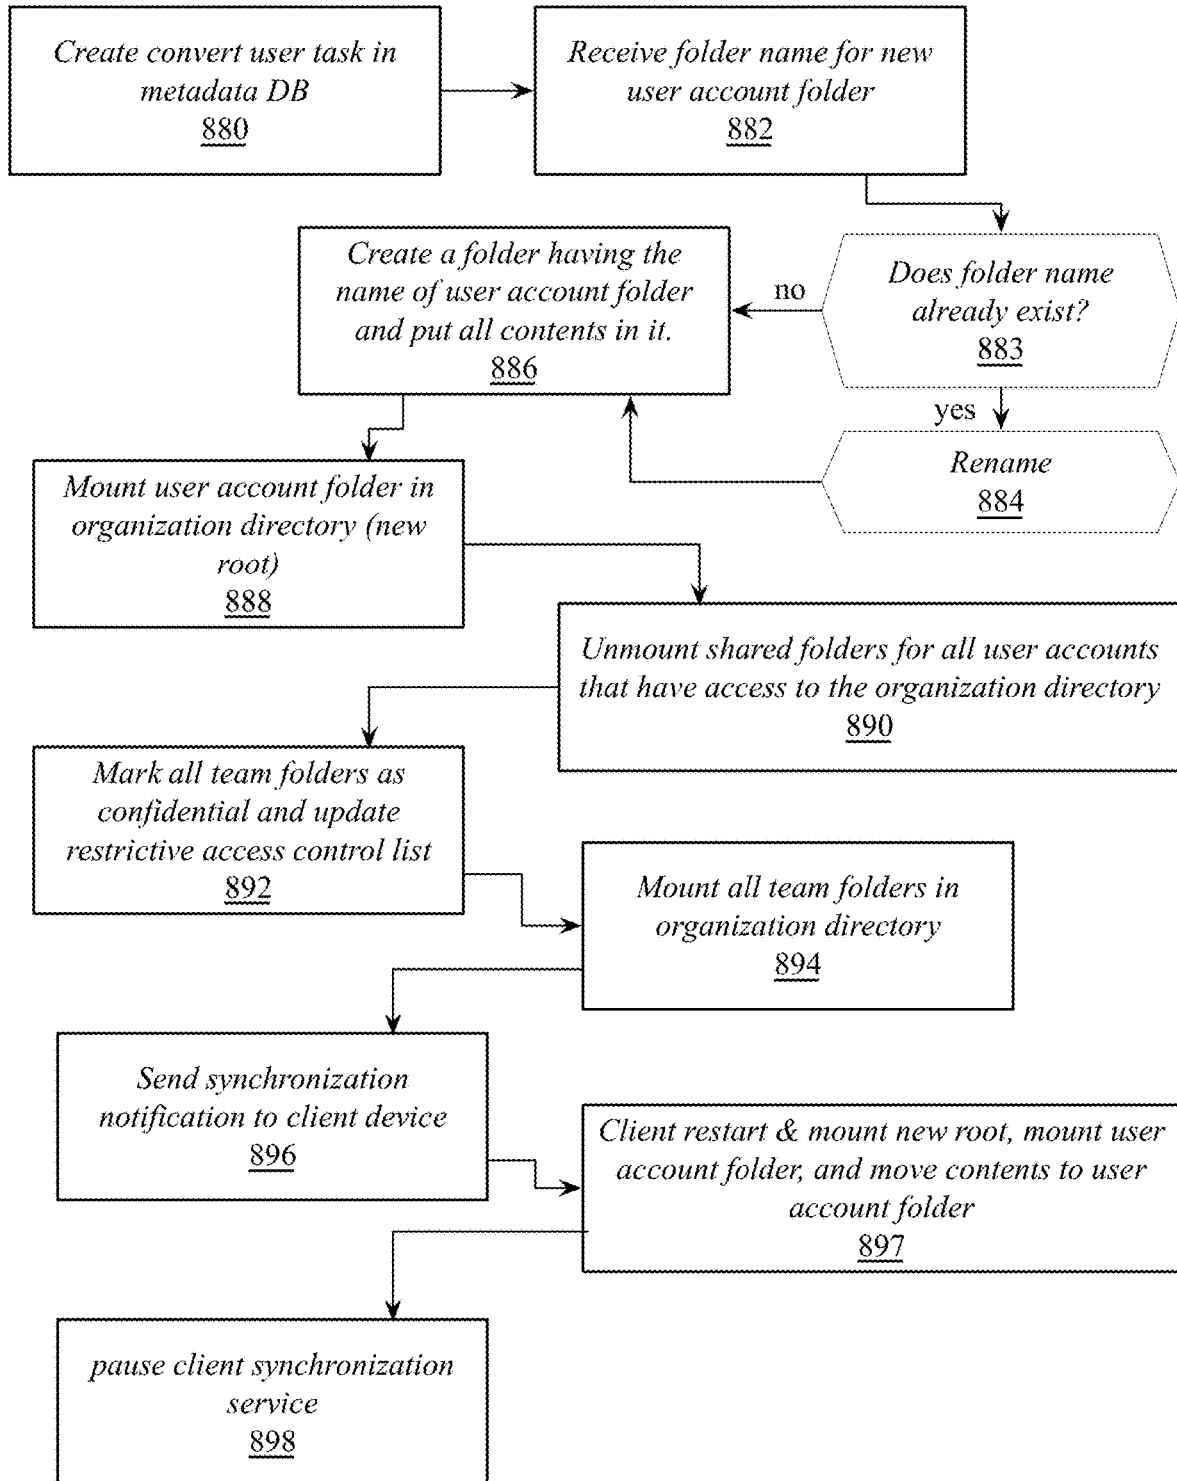 Create convert user task in
metadata DB
880
Receive folder name for new
user account folder
882
Does folder name
already exist?
883
no
yes
Rename
884
Create a folder having the
name of user account folder
and put all contents in it.
886
Mount user account folder in
organization directory (new
root)
888
Unmount shared folders for all user accounts
that have access to the organization directory
890
Mark all team folders as
confidential and update
restrictive access control list
892
Mount all team folders in
organization directory
894
Send synchronization
notification to client device
896
Client restart & mount new root, mount user
account folder, and move contents to user
account folder
897
pause client synchronization
service
898